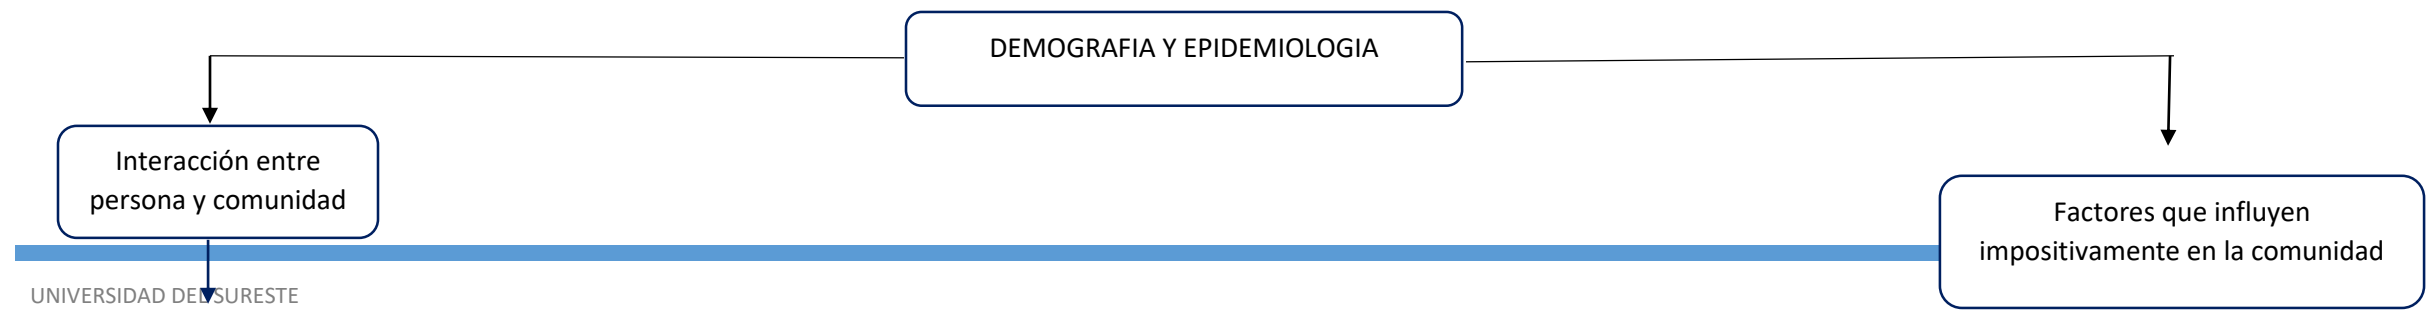 DEMOGRAFIA Y EPIDEMIOLOGIA
Interacción entre
persona y comunidad
Factores que influyen
impositivamente en la comunidad
UNIVERSIDAD DEL SURESTE